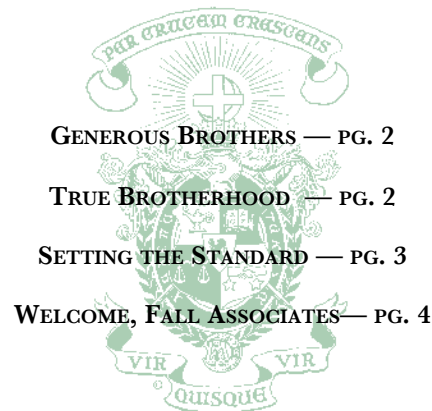 PER CRUCEM CRESCENS
GENEROUS BROTHERS — PG. 2
TRUE BROTHERHOOD — PG. 2
SETTING THE STANDARD — PG. 3
WELCOME, FALL ASSOCIATES— PG. 4
VIR VIR
© QUISQUE